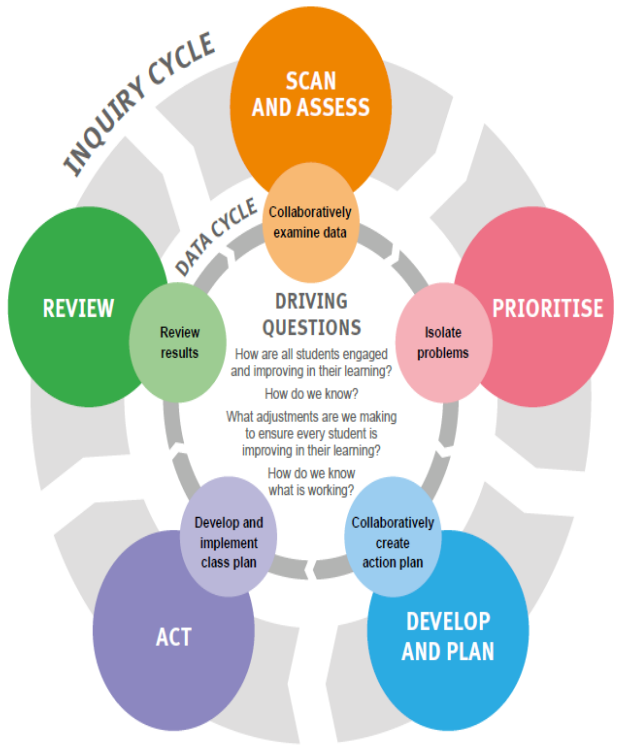 INQUIRY CYCLE
SCAN
AND ASSESS
DATA CYCLE
Collaboratively
examine data
PRIORITISE
Isolate
problems
DEVELOP
AND PLAN
Collaboratively
create
action plan
ACT
Develop and
implement
class plan
REVIEW
Review
results
DRIVING
QUESTIONS
How are all students engaged
and improving in their learning?
How do we know?
What adjustments are we making
to ensure every student is
improving in their learning?
How do we know
what is working?